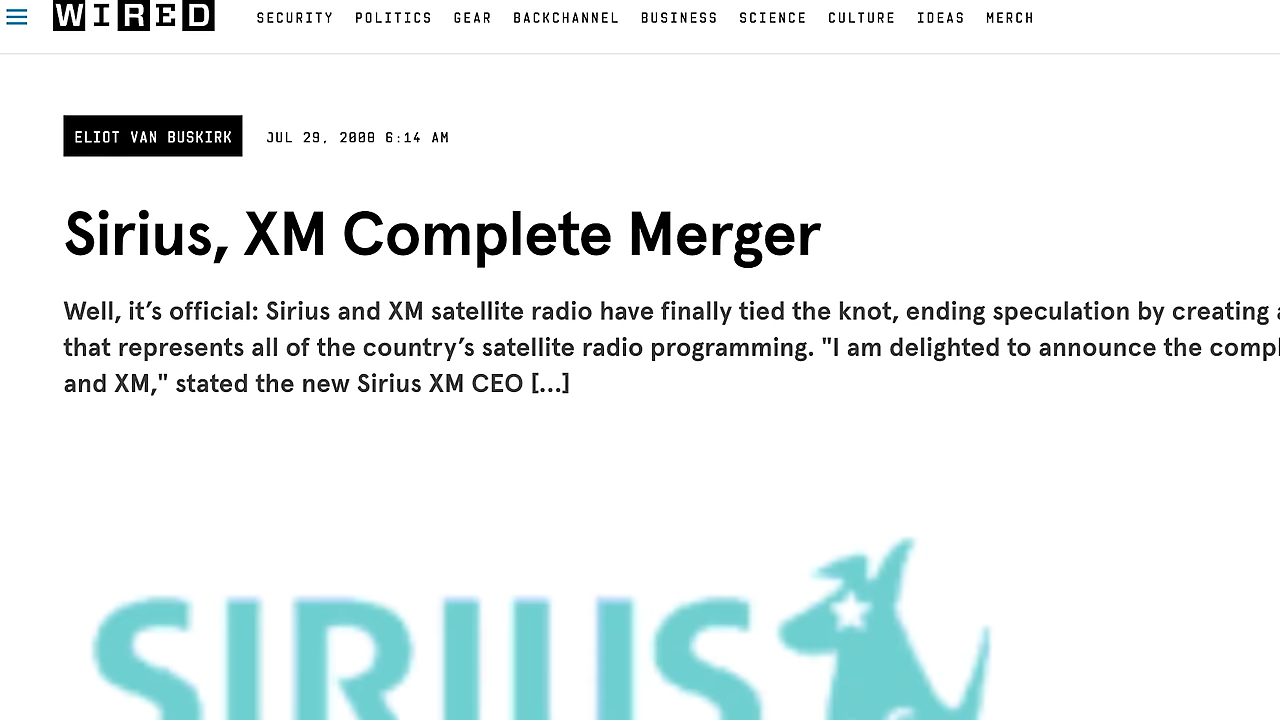 WIRED SECURITY POLITICS GEAR BACKCHANNEL BUSINESS SCIENCE CULTURE IDEAS MERCH
ELIOT VAN BUSKIRK JUL 29, 2008 6:14 AM
Sirius, XM Complete Merger
Well, it’s official: Sirius and XM satellite radio have finally tied the knot, ending speculation by creating
that represents all of the country’s satellite radio programming. "I am delighted to announce the
and XM," stated the new Sirius XM CEO [...]
SIRIUS